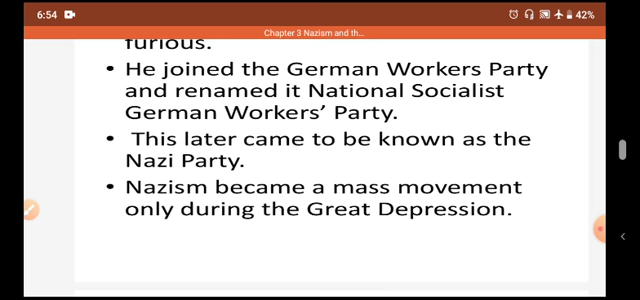 6:54
42%
Chapter 3 Nazism and th...
furious.
• He joined the German Workers Party
and renamed it National Socialist
German Workers' Party.
• This later came to be known as the
Nazi Party.
• Nazism became a mass movement
only during the Great Depression.